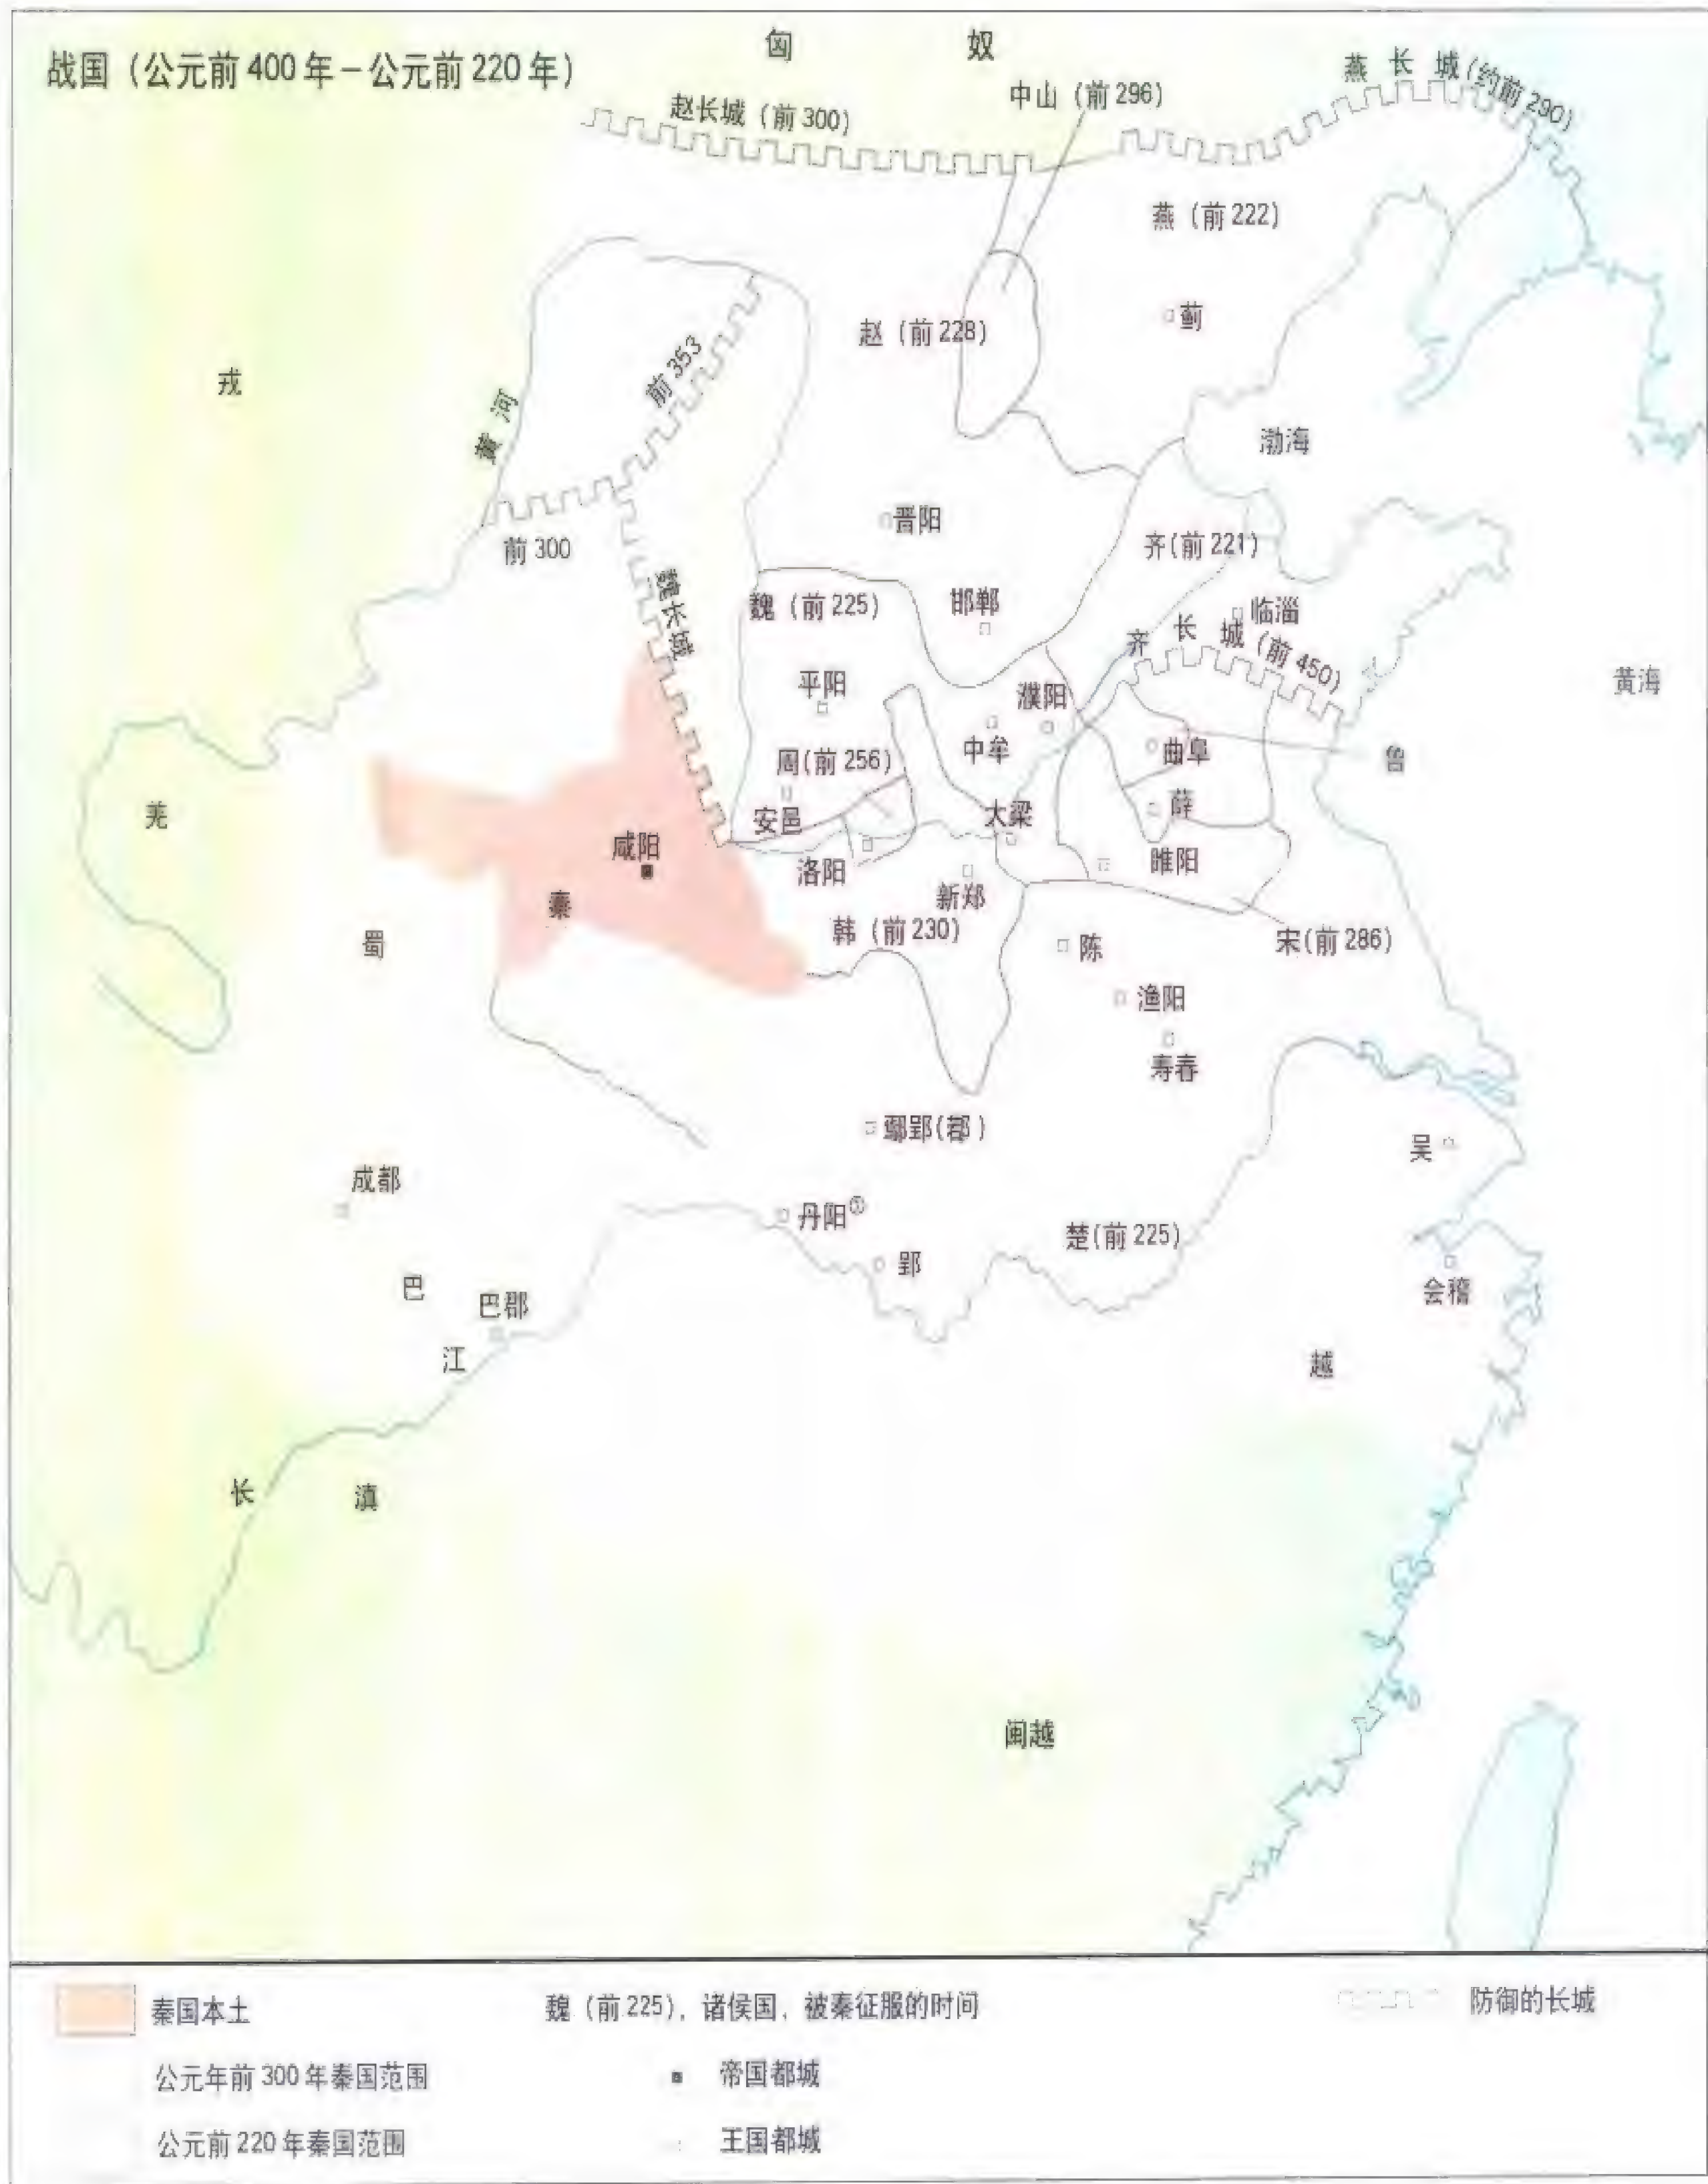 匈 奴
战国（公元前400年－公元前220年）
燕 长 城（约前290）
赵长城（前300）
中山（前296）
燕（前222）
蓟
赵（前228）
前353
戎
黄 河
渤海
晋阳
前300
齐（前221）
魏长城
魏（前225）
邯郸
临淄
齐 长 城（前450）
黄海
平阳
濮阳
中牟
曲阜
鲁
周（前256）
安邑
大梁
薛
羌
咸阳
洛阳
睢阳
秦
新郑
韩（前230）
宋（前286）
蜀
陈
渔阳
寿春
鄢郢（鄀）
吴
成都
丹阳①
楚（前225）
郢
巴
巴郡
会稽
江
越
长
滇
闽越
秦国本土
魏（前225），诸侯国，被秦征服的时间
防御的长城
公元年前300年秦国范围
帝国都城
公元前220年秦国范围
王国都城